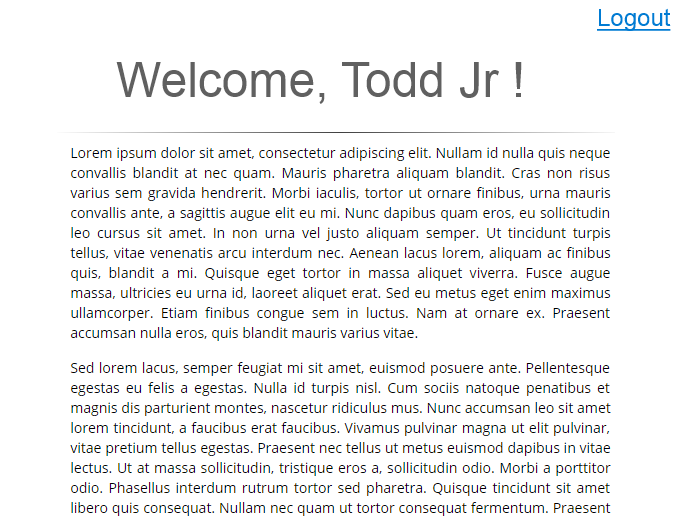 Logout
Welcome, Todd Jr !
Lorem ipsum dolor sit amet, consectetur adipiscing elit. Nullam id nulla quis neque
convallis blandit at nec quam. Mauris pharetra aliquam blandit. Cras non risus
varius sem gravida hendrerit. Morbi iaculis, tortor ut ornare finibus, urna mauris
convallis ante, a sagittis augue elit eu mi. Nunc dapibus quam eros, eu sollicitudin
leo cursus sit amet. In non urna vel justo aliquam semper. Ut tincidunt turpis
tellus, vitae venenatis arcu interdum nec. Aenean lacus lorem, aliquam ac finibus
quis, blandit a mi. Quisque eget tortor in massa aliquet viverra. Fusce augue
massa, ultricies eu urna id, laoreet aliquet erat. Sed eu metus eget enim maximus
ullamcorper. Etiam finibus congue sem in luctus. Nam at ornare ex. Praesent
accumsan nulla eros, quis blandit mauris varius vitae.
Sed lorem lacus, semper feugiat mi sit amet, euismod posuere ante. Pellentesque
egestas eu felis a egestas. Nulla id turpis nisl. Cum sociis natoque penatibus et
magnis dis parturient montes, nascetur ridiculus mus. Nunc accumsan leo sit amet
lorem tincidunt, a faucibus erat faucibus. Vivamus pulvinar magna ut elit pulvinar,
vitae pretium tellus egestas. Praesent nec tellus ut metus euismod dapibus in vitae
lectus. Ut at massa sollicitudin, tristique eros a, sollicitudin odio. Morbi a porttitor
odio. Phasellus interdum rutrum tortor sed pharetra. Quisque tincidunt sit amet
libero quis consequat. Nullam nec quam ut tortor consequat fermentum. Praesent